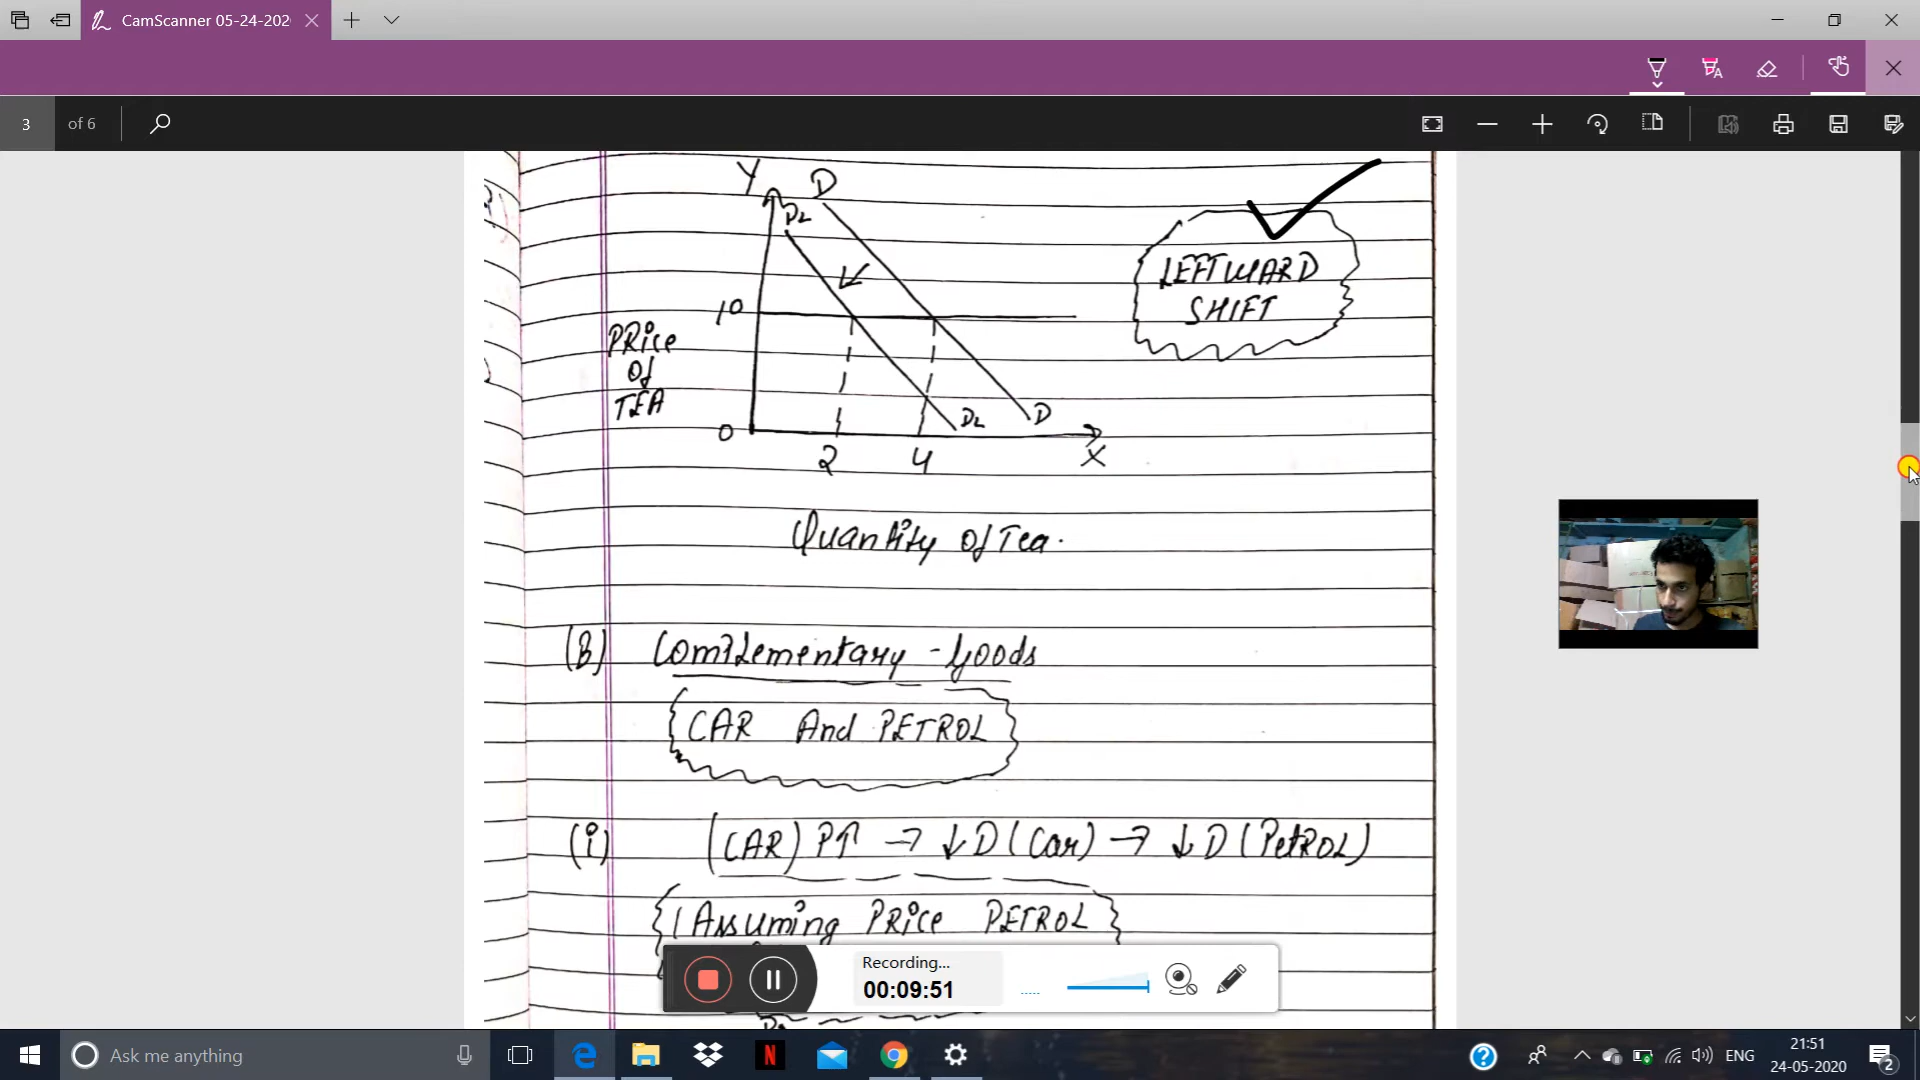 CamScanner 05-24-202
3 of 6
Y D
D2
10
PRice
Of
TEA
LEFTWARD
SHIFT
0 D2 D
2 4 X
Quantity Of Tea.
(B) Complementary - Goods
CAR And PETROL
(i) (CAR) P↑ → ↓D (Car) → ↓D (PetROL)
(Assuming PRice PETROL
Recording...
00:09:51
Ask me anything
N
ENG
21:51
24-05-2020
2